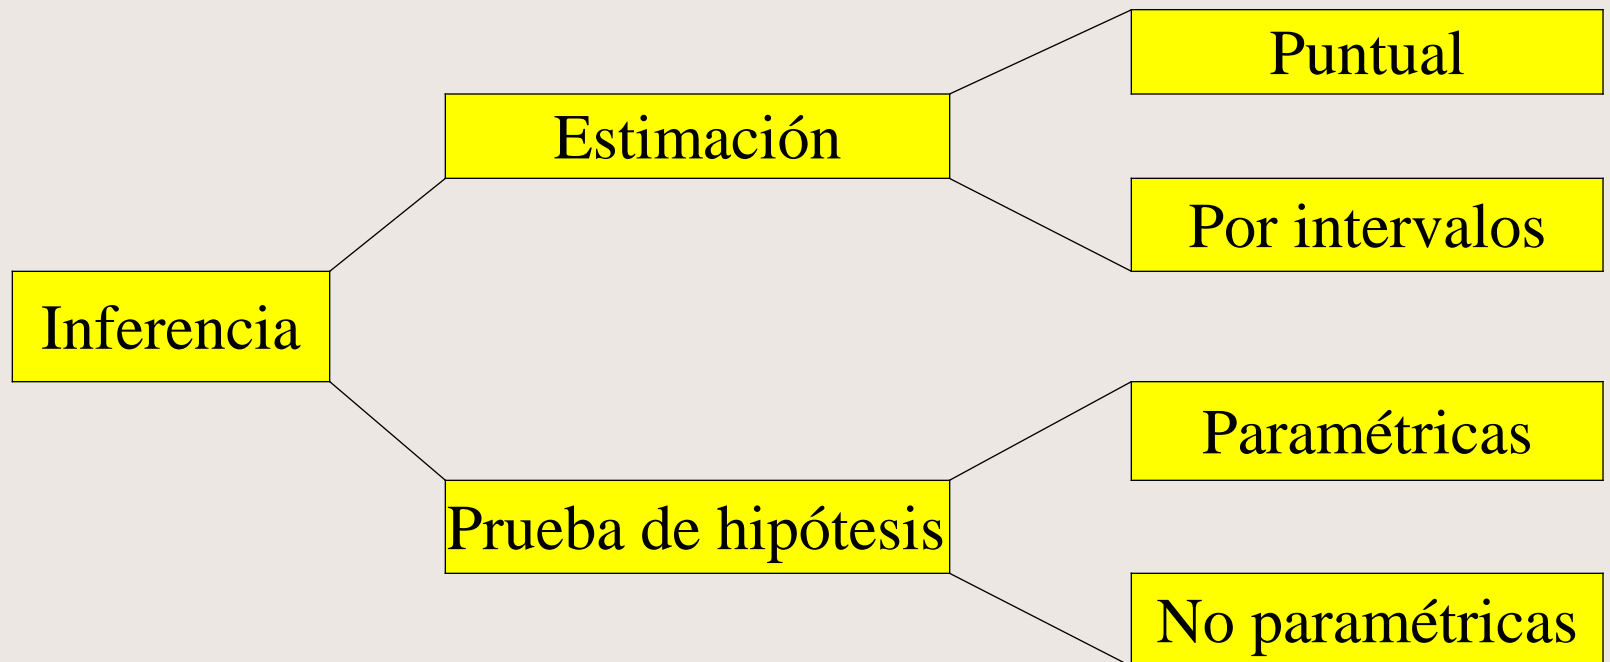 Puntual
Estimación
Por intervalos
Inferencia
Paramétricas
Prueba de hipótesis
No paramétricas